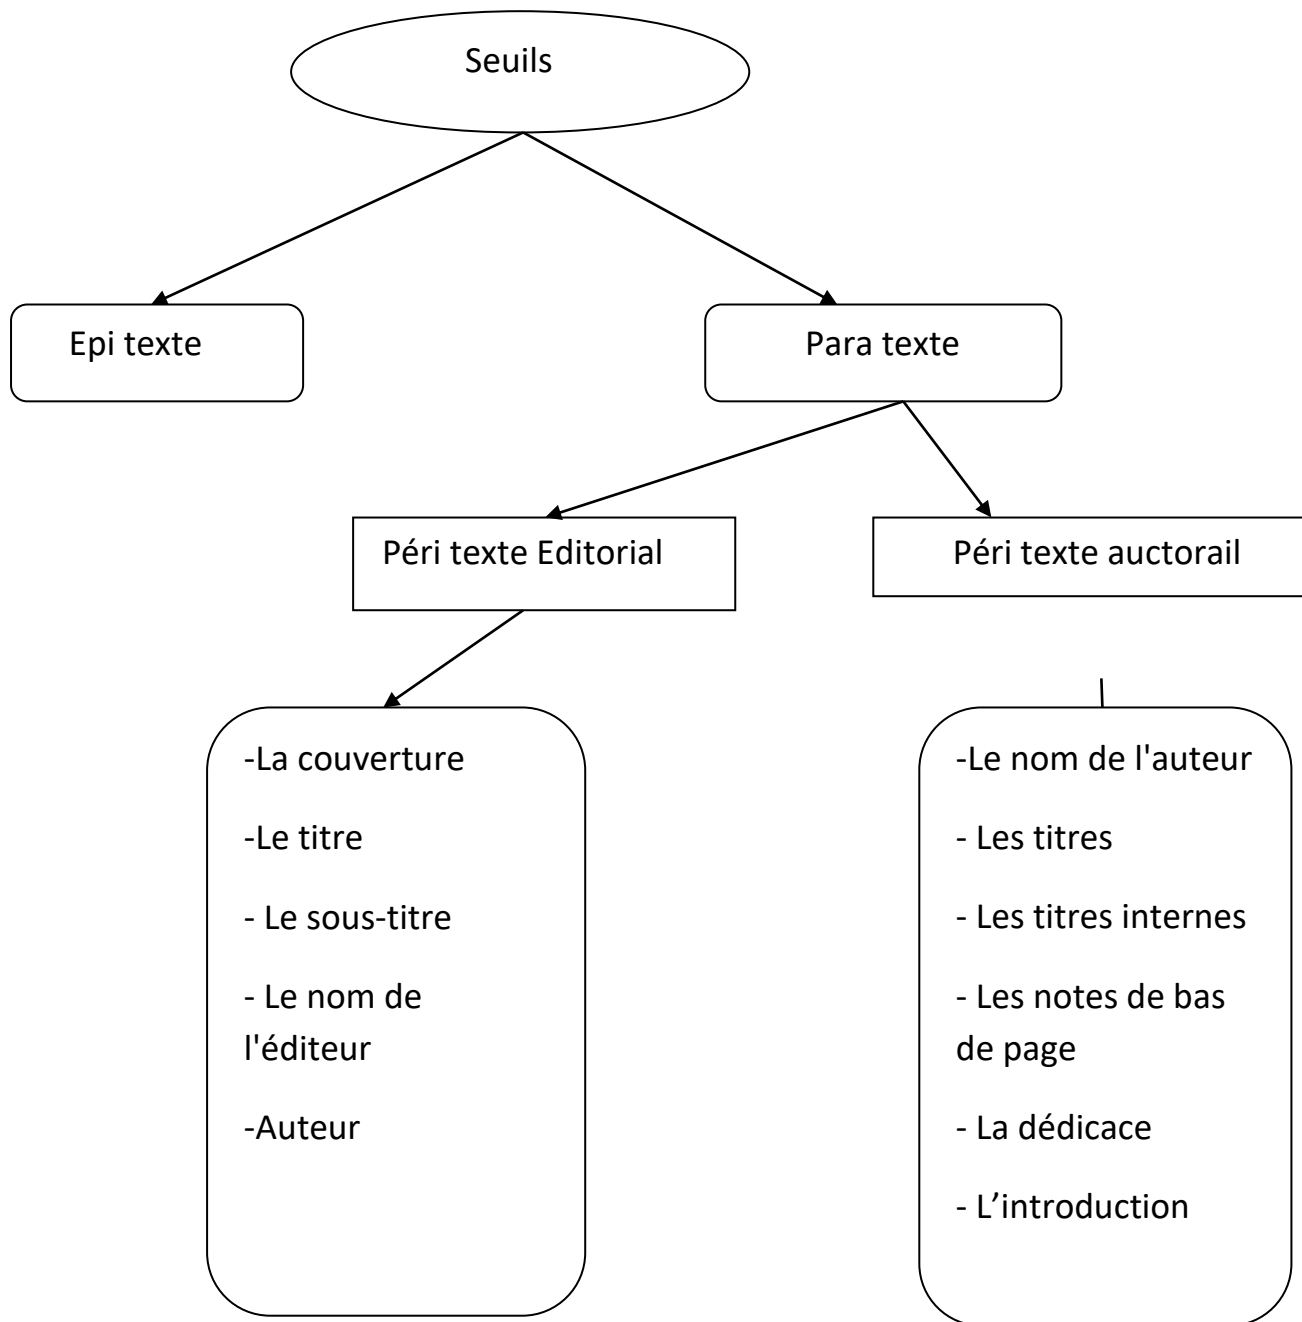 Seuils
Epi texte
Para texte
Péri texte Editorial
Péri texte auctorail
-La couverture
-Le titre
- Le sous-titre
- Le nom de
l'éditeur
-Auteur
-Le nom de l'auteur
- Les titres
- Les titres internes
- Les notes de bas
de page
- La dédicace
- L’introduction